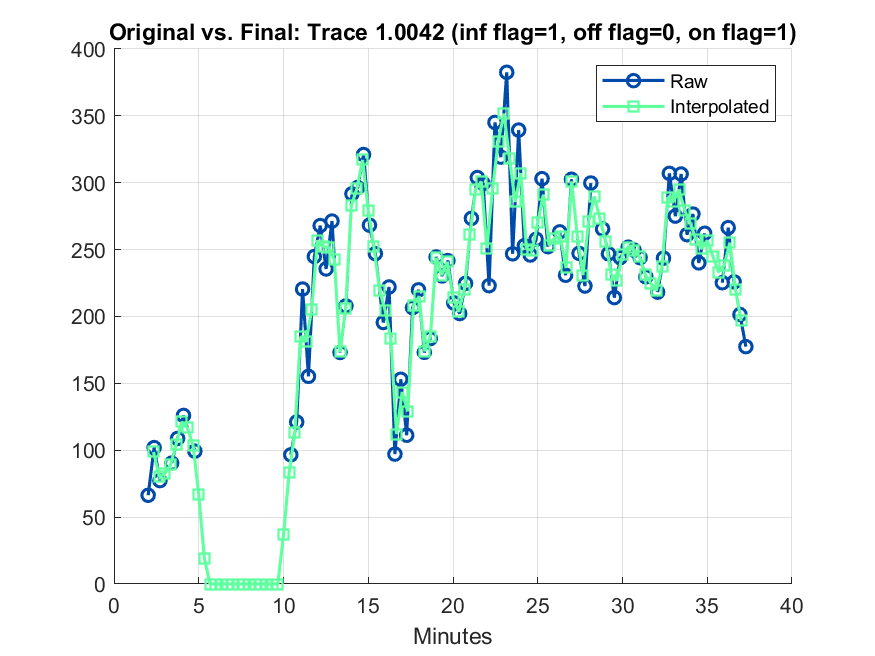 Original vs. Final: Trace 1.0042 (inf flag=1, off flag=0, on flag=1)
400
350
300
250
200
150
100
50
0
Raw
Interpolated
0 5 10 15 20 25 30 35 40
Minutes